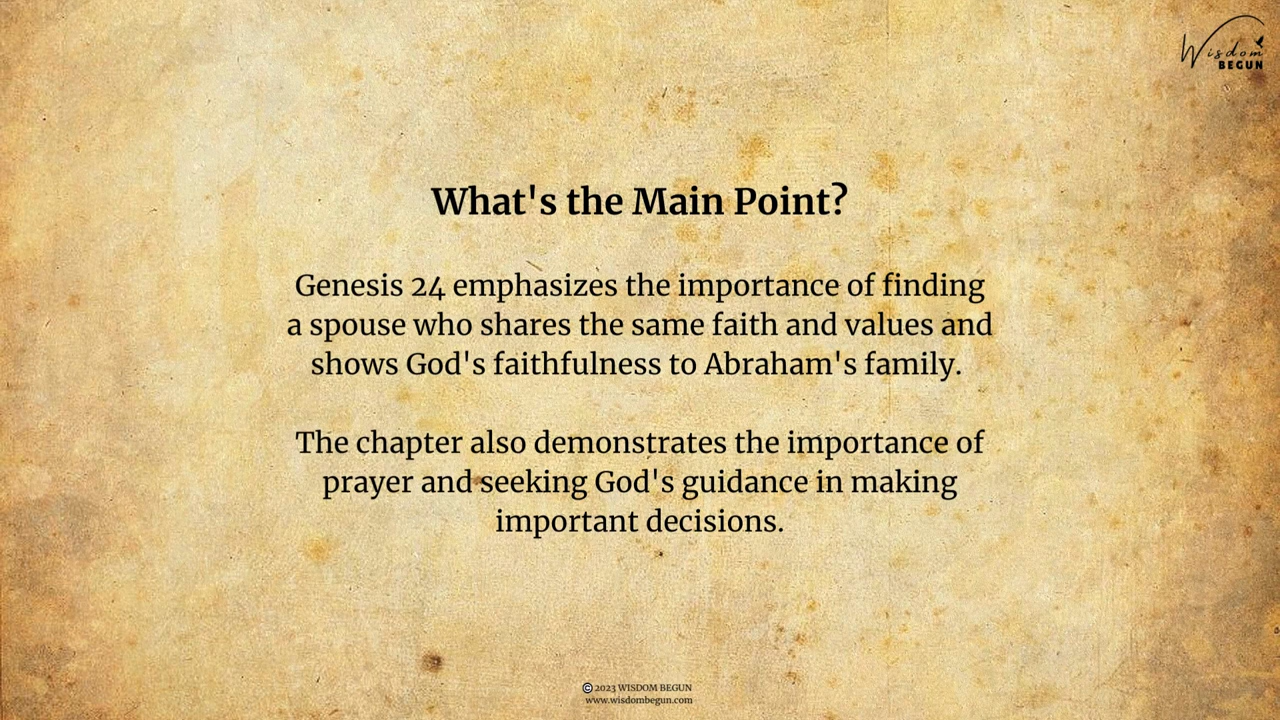 Wisdom
BEGUN
What's the Main Point?
Genesis 24 emphasizes the importance of finding
a spouse who shares the same faith and values and
shows God's faithfulness to Abraham's family.
The chapter also demonstrates the importance of
prayer and seeking God's guidance in making
important decisions.
© 2023 WISDOM BEGUN
www.wisdombegun.com